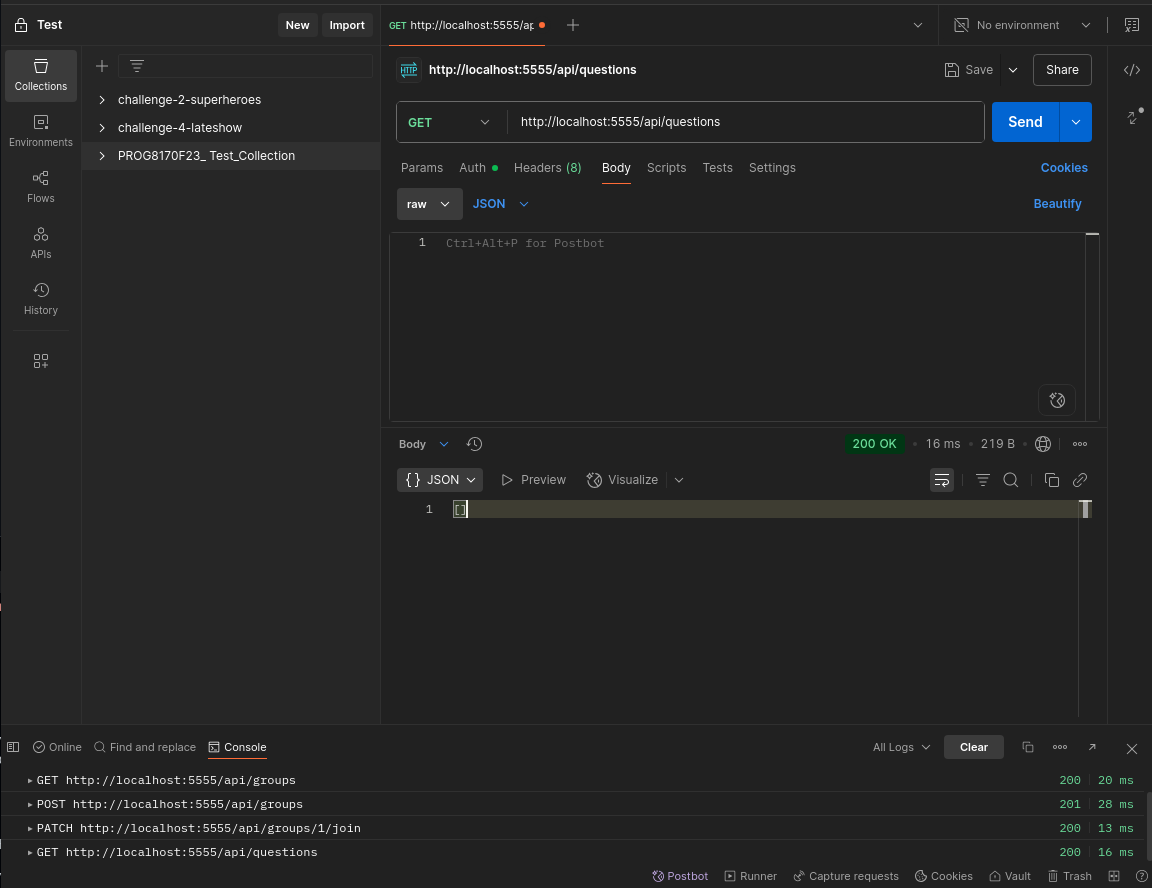 Test
New
Import
GET http://localhost:5555/ap
No environment
Collections
Environments
Flows
APIs
History
challenge-2-superheroes
challenge-4-lateshow
PROG8170F23_ Test_Collection
HTTP
http://localhost:5555/api/questions
Save
Share
GET
http://localhost:5555/api/questions
Send
Params Auth Headers (8) Body Scripts Tests Settings
Cookies
raw
JSON
Beautify
1
Ctrl+Alt+P for Postbot
Body
200 OK
16 ms
219 B
{} JSON
Preview
Visualize
1
[]
Online
Find and replace
Console
All Logs
Clear
GET http://localhost:5555/api/groups 200 20 ms
POST http://localhost:5555/api/groups 201 28 ms
PATCH http://localhost:5555/api/groups/1/join 200 13 ms
GET http://localhost:5555/api/questions 200 16 ms
Postbot
Runner
Capture requests
Cookies
Vault
Trash